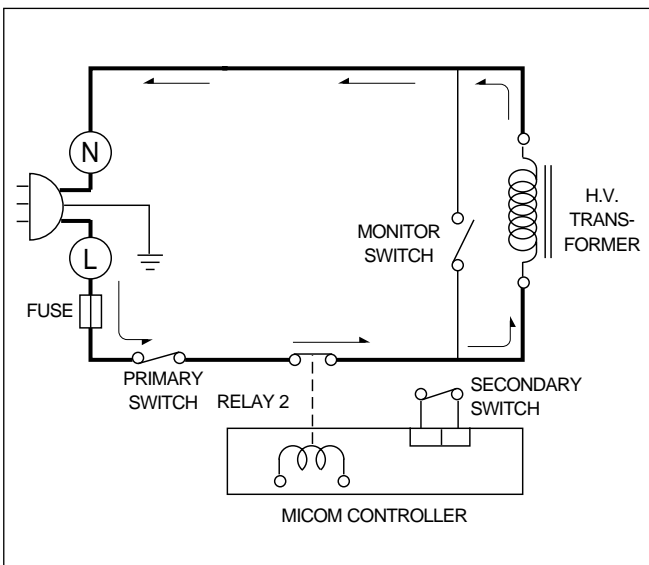 N
L
FUSE
PRIMARY
SWITCH
RELAY 2
MONITOR
SWITCH
H.V.
TRANS-
FORMER
SECONDARY
SWITCH
MICOM CONTROLLER